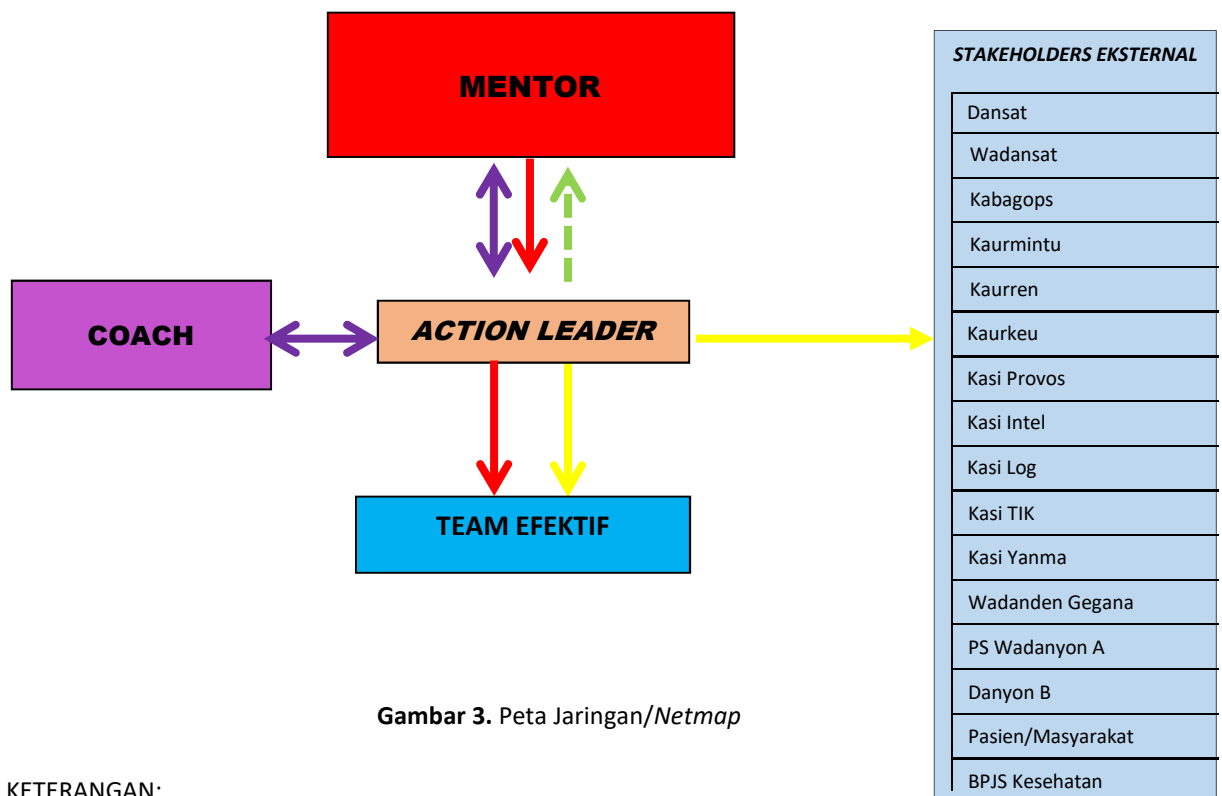 MENTOR
COACH
ACTION LEADER
TEAM EFEKTIF
STAKEHOLDERS EKSTERNAL
Dansat
Wadansat
Kabagops
Kaurmintu
Kaurren
Kaurkeu
Kasi Provos
Kasi Intel
Kasi Log
Kasi TIK
Kasi Yanma
Wadanden Gegana
PS Wadanyon A
Danyon B
Pasien/Masyarakat
BPJS Kesehatan
Gambar 3. Peta Jaringan/Netmap
KETERANGAN: